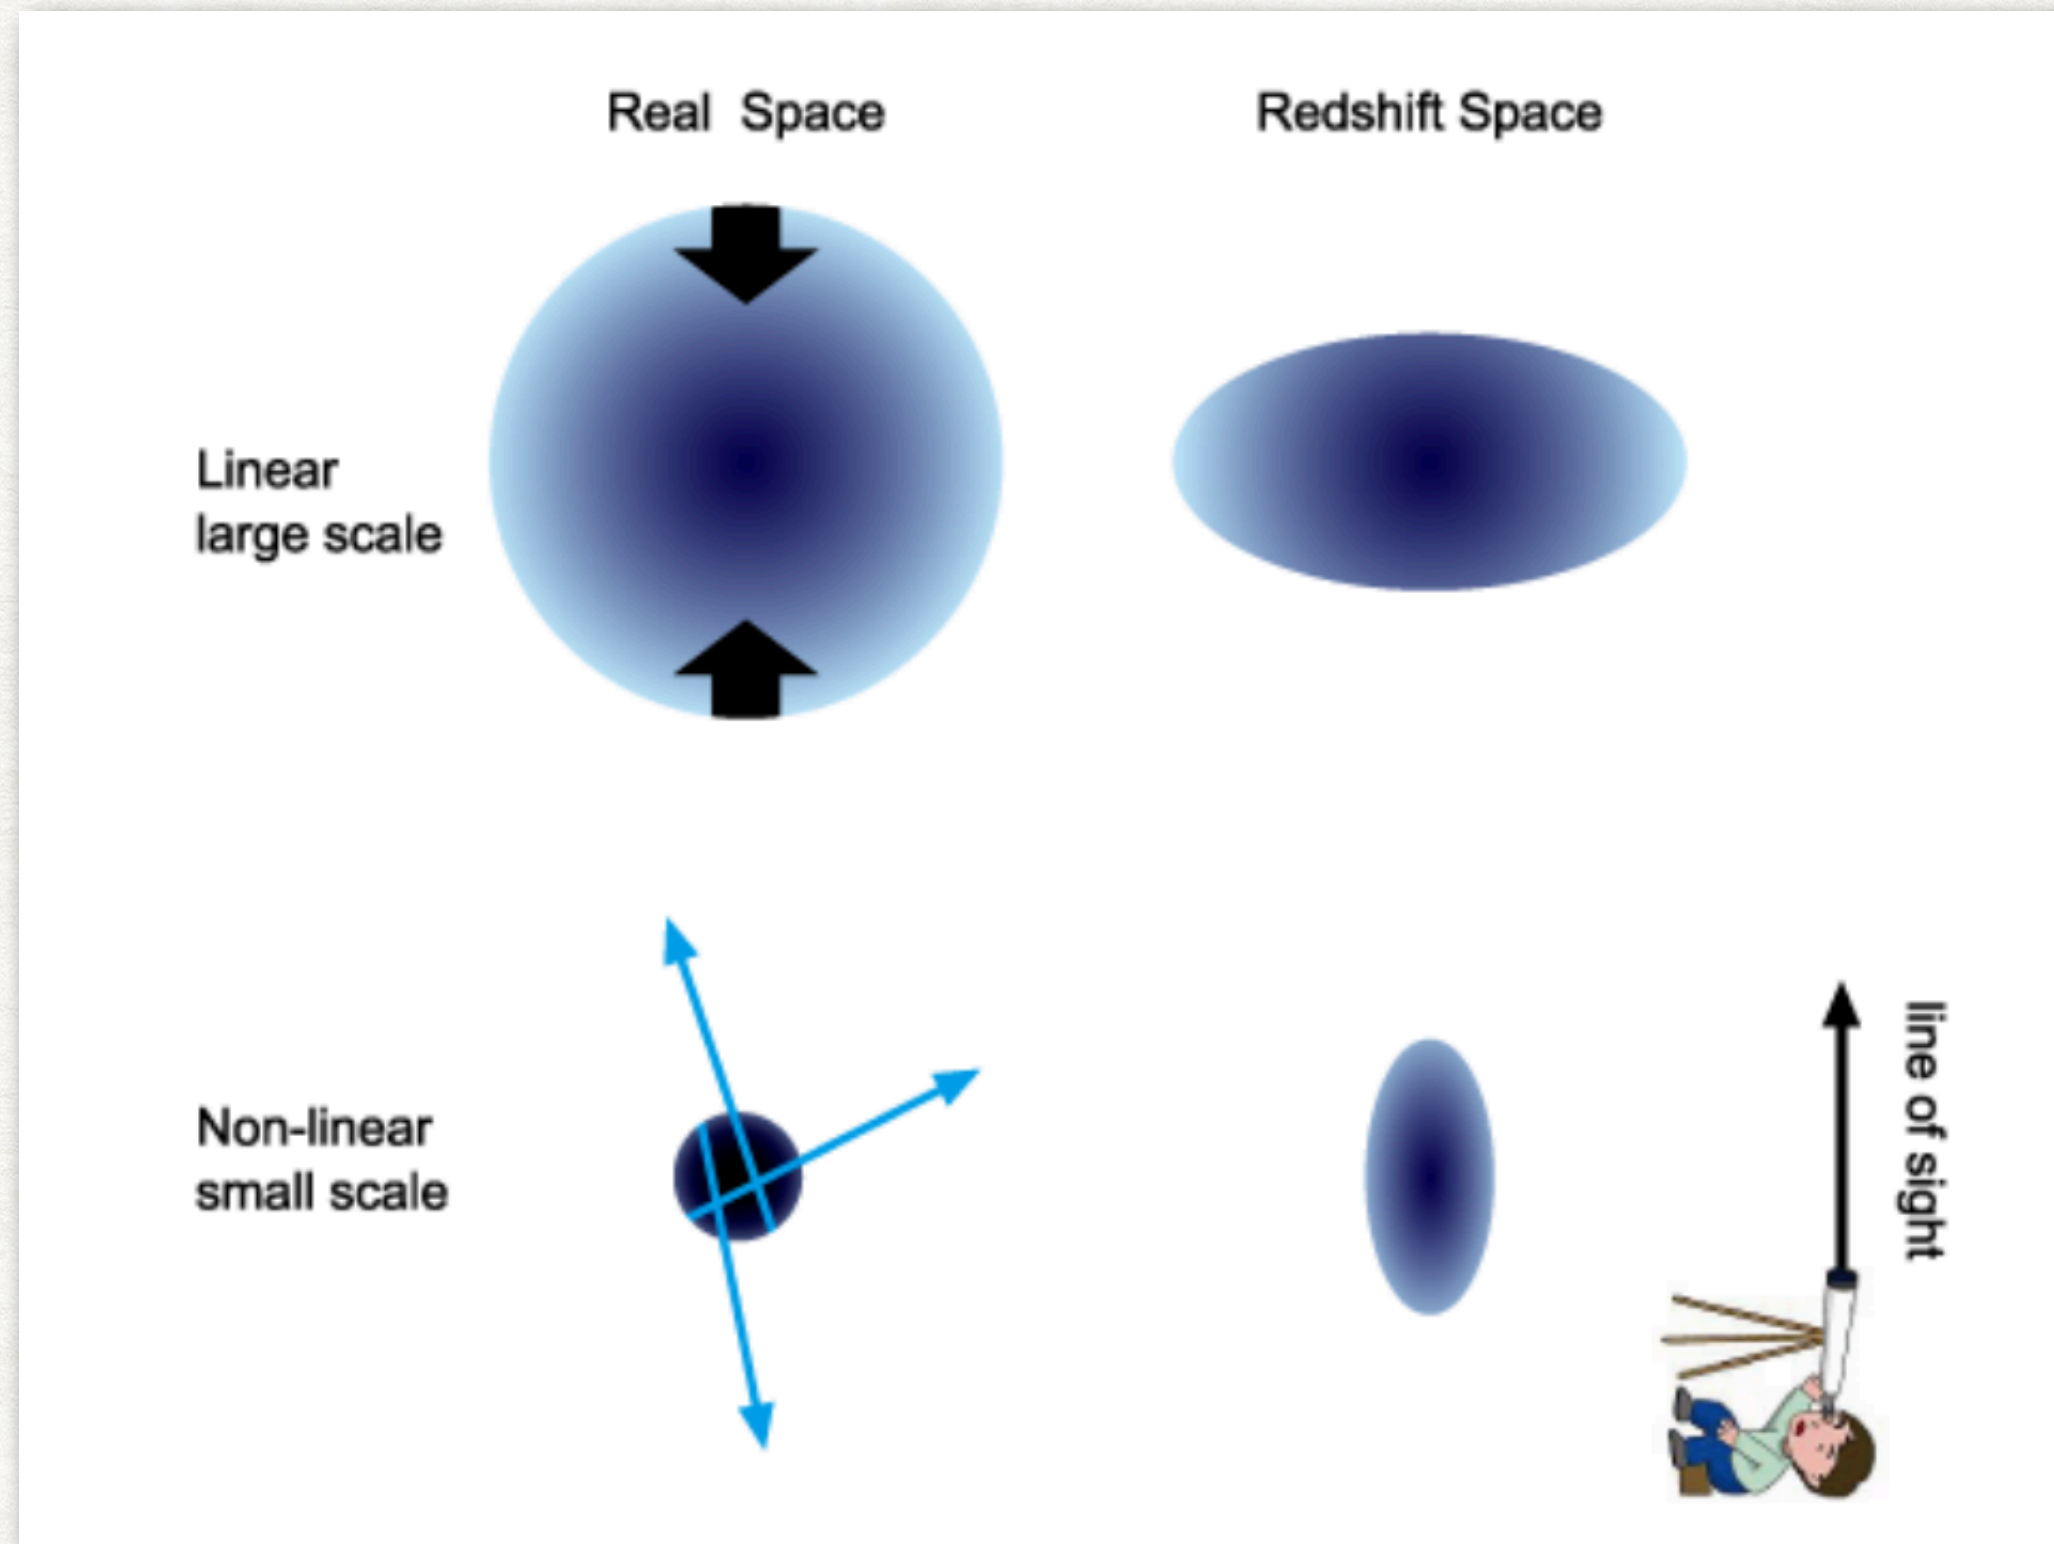 Real Space
Redshift Space
Linear
large scale
Non-linear
small scale
line of sight